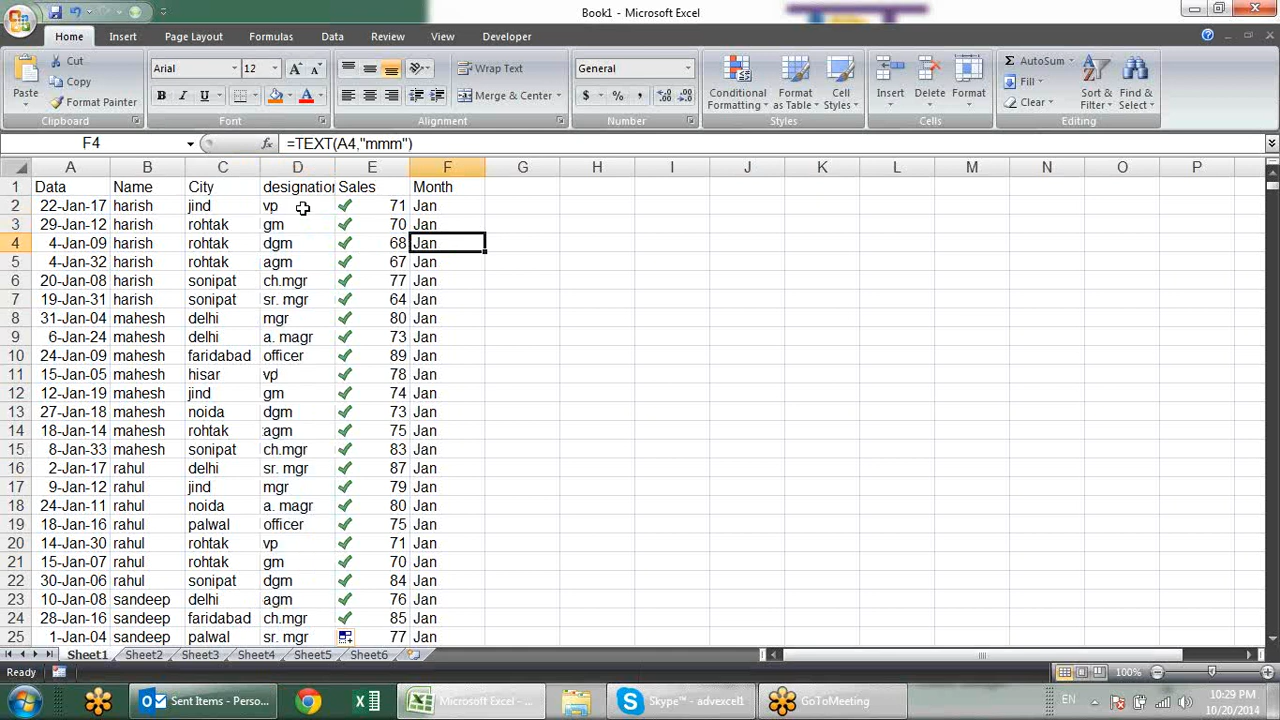 Book1 - Microsoft Excel
Home Insert Page Layout Formulas Data Review View Developer
Paste Cut Copy Format Painter Clipboard
Arial 12 B I U A A A Font
Wrap Text Merge & Center Alignment
General $ % , Number
Conditional Formatting Format as Table Cell Styles Styles
Insert Delete Format Cells
Σ AutoSum Fill Clear Sort & Filter Find & Select Editing
F4 fx =TEXT(A4,"mmm")
A B C D E F G H I J K L M N O P
1 Data Name City designation Sales Month
2 22-Jan-17 harish jind vp 71 Jan
3 29-Jan-12 harish rohtak gm 70 Jan
4 4-Jan-09 harish rohtak dgm 68 Jan
5 4-Jan-32 harish rohtak agm 67 Jan
6 20-Jan-08 harish sonipat ch.mgr 77 Jan
7 19-Jan-31 harish sonipat sr. mgr 64 Jan
8 31-Jan-04 mahesh delhi mgr 80 Jan
9 6-Jan-24 mahesh delhi a. magr 73 Jan
10 24-Jan-09 mahesh faridabad officer 89 Jan
11 15-Jan-05 mahesh hisar vp 78 Jan
12 12-Jan-19 mahesh jind gm 74 Jan
13 27-Jan-18 mahesh noida dgm 73 Jan
14 18-Jan-14 mahesh rohtak agm 75 Jan
15 8-Jan-33 mahesh sonipat ch.mgr 83 Jan
16 2-Jan-17 rahul delhi sr. mgr 87 Jan
17 9-Jan-12 rahul jind mgr 79 Jan
18 24-Jan-11 rahul noida a. magr 80 Jan
19 18-Jan-16 rahul palwal officer 75 Jan
20 14-Jan-30 rahul rohtak vp 71 Jan
21 15-Jan-07 rahul rohtak gm 70 Jan
22 30-Jan-06 rahul sonipat dgm 84 Jan
23 10-Jan-08 sandeep delhi agm 76 Jan
24 28-Jan-16 sandeep faridabad ch.mgr 85 Jan
25 1-Jan-04 sandeep palwal sr. mgr 77 Jan
Sheet1 Sheet2 Sheet3 Sheet4 Sheet5 Sheet6
Ready 100%
Sent Items - Perso... Microsoft Excel - ... Skype™ - advexcel1 GoToMeeting EN 10:29 PM
10/20/2014